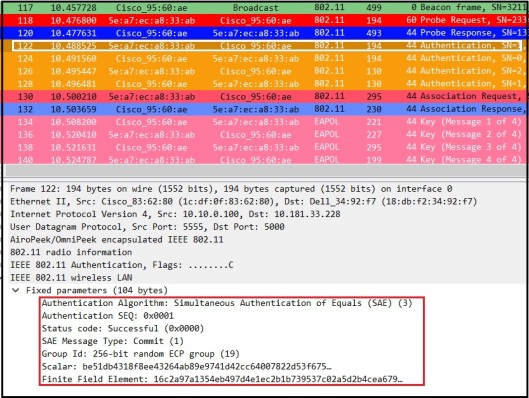 117 10.457728 Cisco_95:60:ae Broadcast 802.11 499 0 Beacon frame, SN=3211
118 10.476800 5e:a7:ec:a8:33:ab Cisco_95:60:ae 802.11 194 60 Probe Request, SN=233
120 10.477631 Cisco_95:60:ae 5e:a7:ec:a8:33:ab 802.11 493 44 Probe Response, SN=13
122 10.488525 5e:a7:ec:a8:33:ab Cisco_95:60:ae 802.11 194 44 Authentication, SN=1,
124 10.491560 Cisco_95:60:ae 5e:a7:ec:a8:33:ab 802.11 194 44 Authentication, SN=0,
126 10.495447 5e:a7:ec:a8:33:ab Cisco_95:60:ae 802.11 130 44 Authentication, SN=2,
128 10.496481 Cisco_95:60:ae 5e:a7:ec:a8:33:ab 802.11 130 44 Authentication, SN=1,
130 10.500210 5e:a7:ec:a8:33:ab Cisco_95:60:ae 802.11 295 44 Association Request,
132 10.503659 Cisco_95:60:ae 5e:a7:ec:a8:33:ab 802.11 230 44 Association Response,
134 10.508200 Cisco_95:60:ae 5e:a7:ec:a8:33:ab EAPOL 221 44 Key (Message 1 of 4)
136 10.520410 5e:a7:ec:a8:33:ab Cisco_95:60:ae EAPOL 227 44 Key (Message 2 of 4)
138 10.521631 Cisco_95:60:ae 5e:a7:ec:a8:33:ab EAPOL 295 44 Key (Message 3 of 4)
140 10.524787 5e:a7:ec:a8:33:ab Cisco_95:60:ae EAPOL 199 44 Key (Message 4 of 4)
Frame 122: 194 bytes on wire (1552 bits), 194 bytes captured (1552 bits) on interface 0
Ethernet II, Src: Cisco_83:62:80 (1c:df:0f:83:62:80), Dst: Dell_34:92:f7 (18:db:f2:34:92:f7)
Internet Protocol Version 4, Src: 10.10.0.100, Dst: 10.181.33.228
User Datagram Protocol, Src Port: 5555, Dst Port: 5000
AiroPeek/OmniPeek encapsulated IEEE 802.11
802.11 radio information
IEEE 802.11 Authentication, Flags: ........C
IEEE 802.11 wireless LAN
Fixed parameters (104 bytes)
Authentication Algorithm: Simultaneous Authentication of Equals (SAE) (3)
Authentication SEQ: 0x0001
Status code: Successful (0x0000)
SAE Message Type: Commit (1)
Group Id: 256-bit random ECP group (19)
Scalar: be51db4318f8ee43264ab89e9741d42cc64007822d53f675…
Finite Field Element: 16c2a97a1354eb497d4e1ec2b1b739537c02a5d2b4cea679…